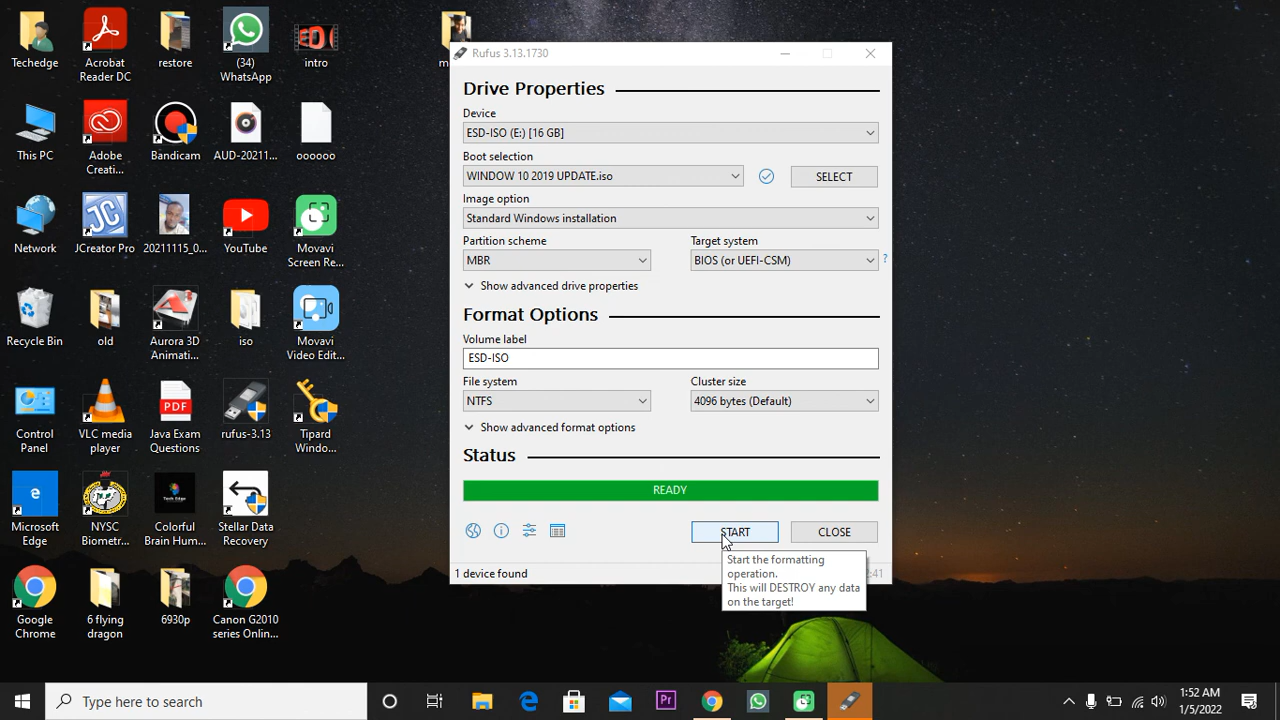 Techedge
Acrobat
Reader DC
restore
(34)
WhatsApp
intro
This PC
Adobe
Creati...
Bandicam
AUD-20211...
oooooo
Network
JCreator Pro
20211115_0...
YouTube
Movavi
Screen Re...
Recycle Bin
old
Aurora 3D
Animati...
iso
Movavi
Video Edit...
Control
Panel
VLC media
player
PDF
Java Exam
Questions
rufus-3.13
Tipard
Windo...
Microsoft
Edge
NYSC
Biometr...
Colorful
Brain Hum...
Stellar Data
Recovery
Google
Chrome
6 flying
dragon
6930p
Canon G2010
series Onlin...
Rufus 3.13.1730
Drive Properties
Device
ESD-ISO (E:) [16 GB]
Boot selection
WINDOW 10 2019 UPDATE.iso
SELECT
Image option
Standard Windows installation
Partition scheme
Target system
MBR
BIOS (or UEFI-CSM)
?
Show advanced drive properties
Format Options
Volume label
ESD-ISO
File system
Cluster size
NTFS
4096 bytes (Default)
Show advanced format options
Status
READY
START
CLOSE
Start the formatting
operation.
This will DESTROY any data
on the target!
1 device found
:41
Type here to search
Pr
1:52 AM
1/5/2022